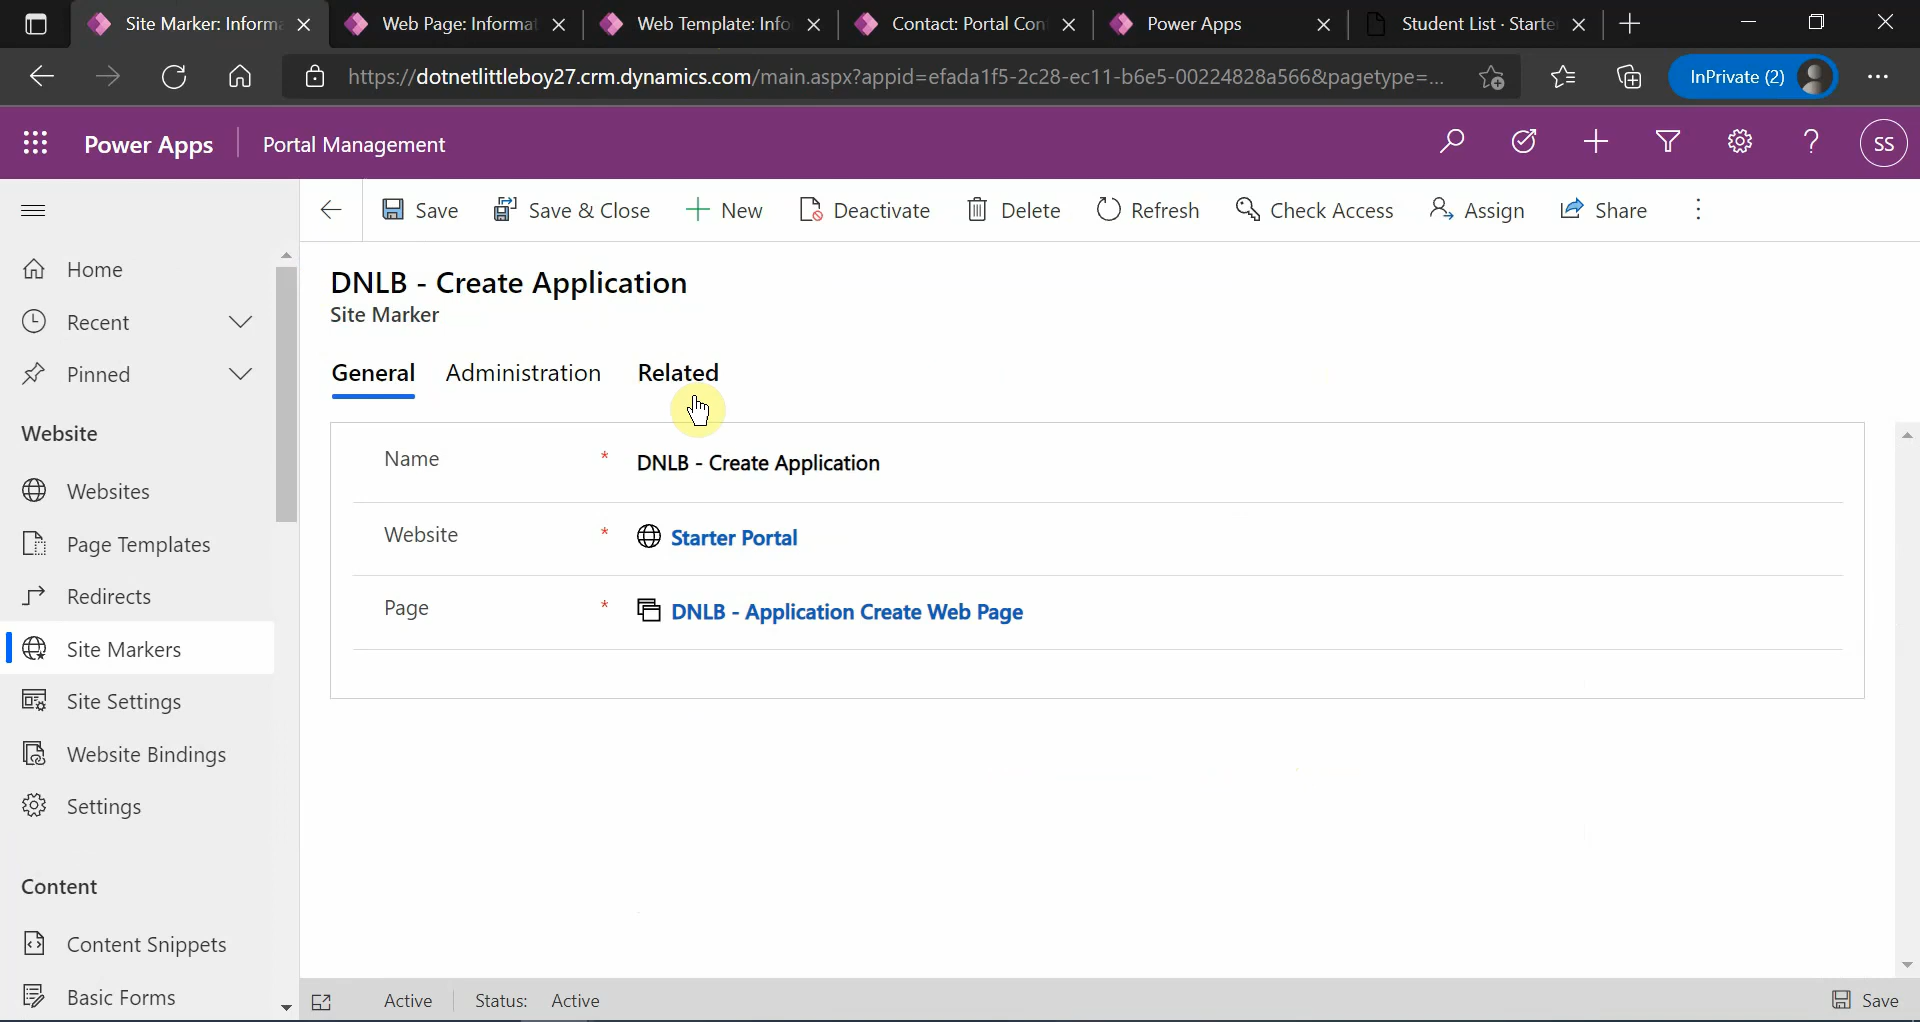 Site Marker: Informa
Web Page: Informat
Web Template: Info
Contact: Portal Con
Power Apps
Student List · Starte
https://dotnetlittleboy27.crm.dynamics.com/main.aspx?appid=efada1f5-2c28-ec11-b6e5-00224828a566&pagetype=...
InPrivate (2)
Power Apps
Portal Management
SS
Save
Save & Close
New
Deactivate
Delete
Refresh
Check Access
Assign
Share
Home
Recent
Pinned
Website
Websites
Page Templates
Redirects
Site Markers
Site Settings
Website Bindings
Settings
Content
Content Snippets
Basic Forms
DNLB - Create Application
Site Marker
General
Administration
Related
Name * DNLB - Create Application
Website * Starter Portal
Page * DNLB - Application Create Web Page
Active
Status: Active
Save